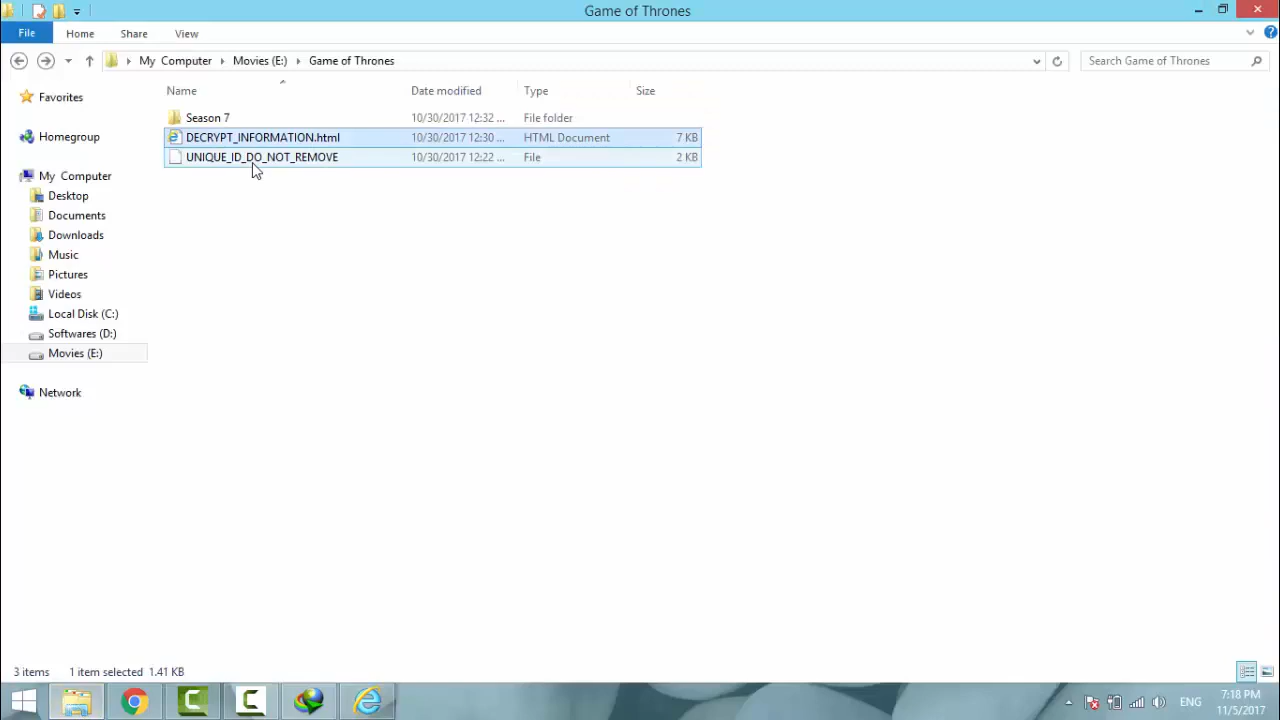 Game of Thrones
File Home Share View
My Computer Movies (E:) Game of Thrones Search Game of Thrones
Name Date modified Type Size
Favorites
Season 7 10/30/2017 12:32 ... File folder
DECRYPT_INFORMATION.html 10/30/2017 12:30 ... HTML Document 7 KB
Homegroup
UNIQUE_ID_DO_NOT_REMOVE 10/30/2017 12:22 ... File 2 KB
My Computer
Desktop
Documents
Downloads
Music
Pictures
Videos
Local Disk (C:)
Softwares (D:)
Movies (E:)
Network
3 items 1 item selected 1.41 KB
ENG
7:18 PM
11/5/2017